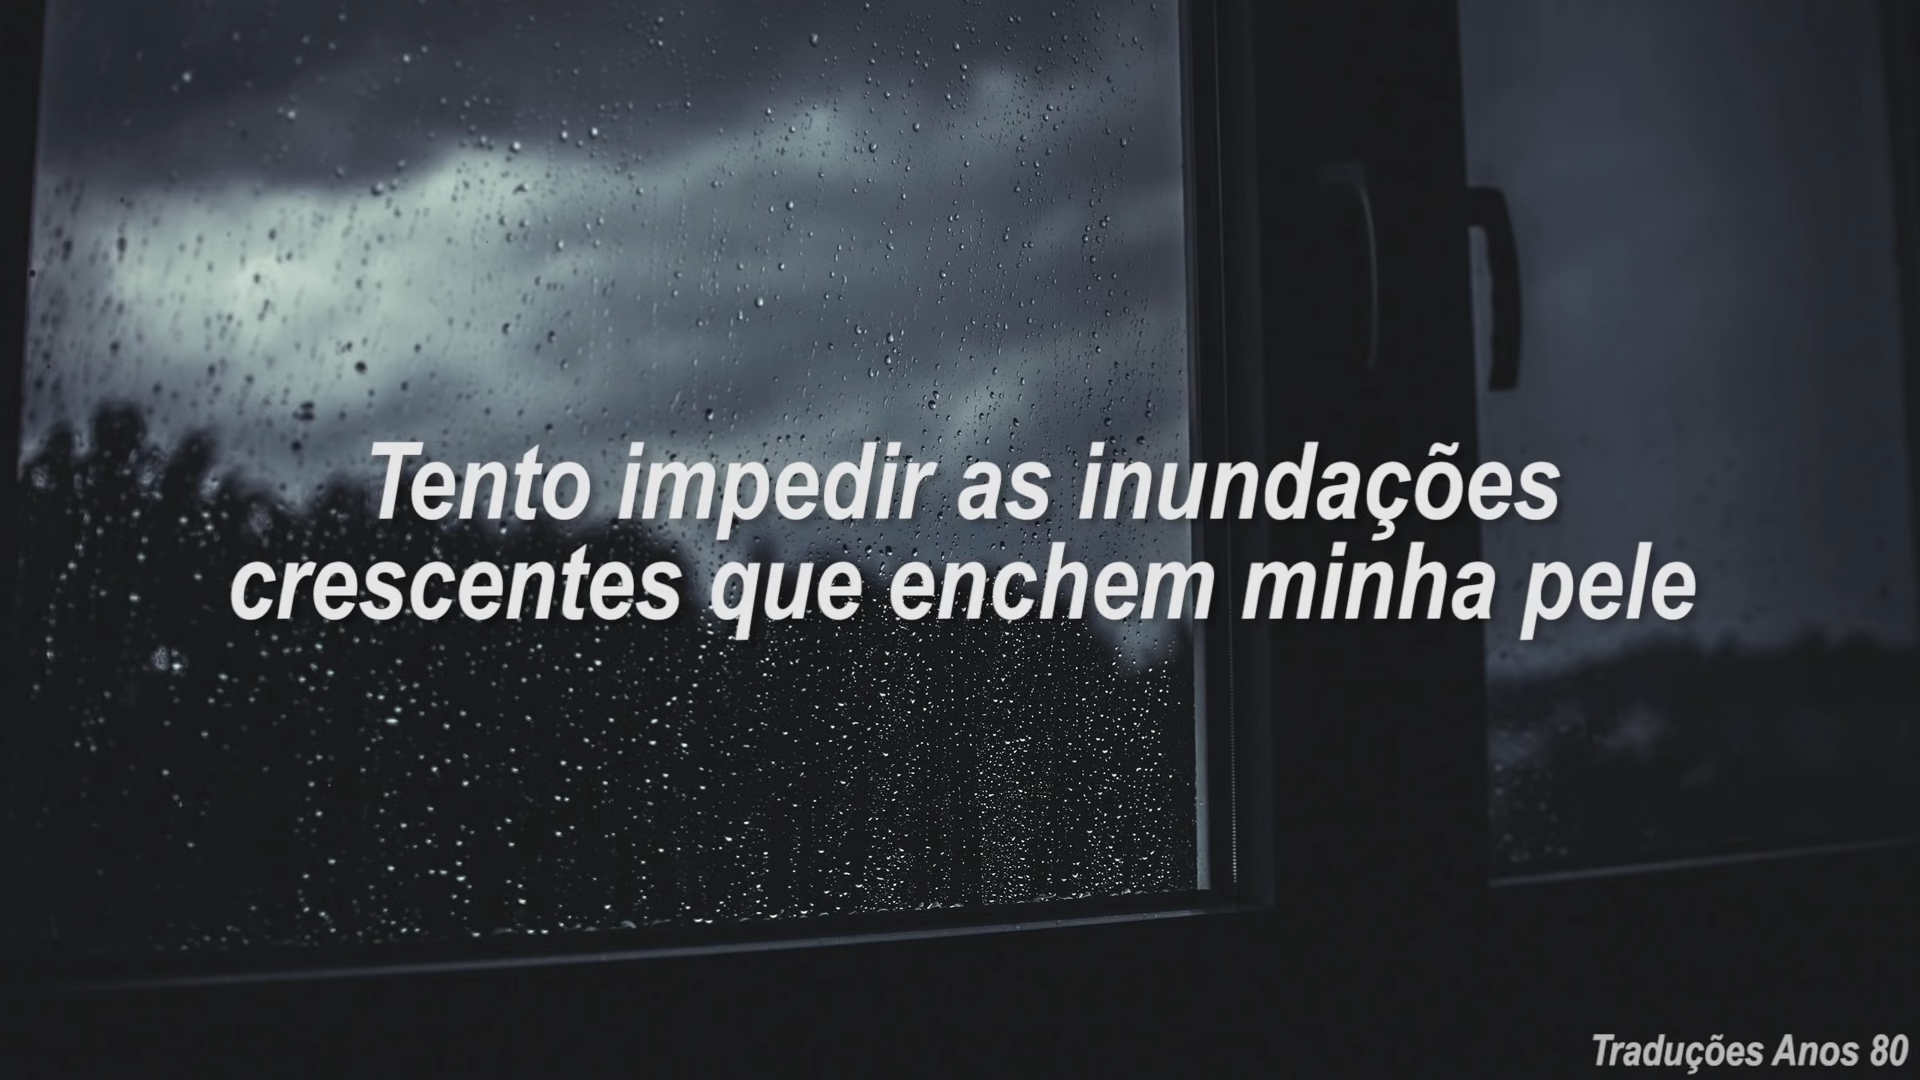 Tento impedir as inundações
crescentes que enchem minha pele
Traduções Anos 80